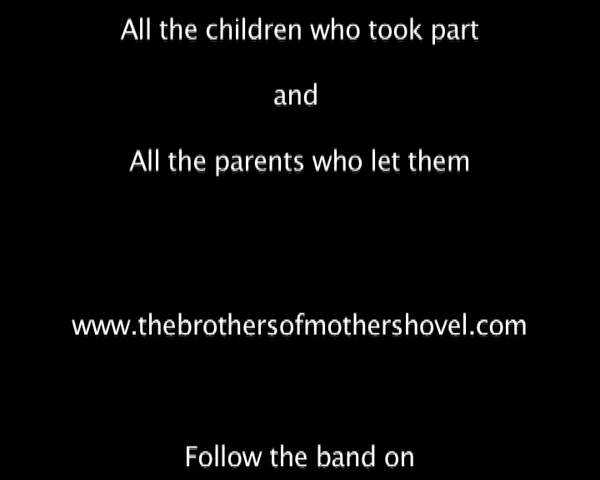 All the children who took part
and
All the parents who let them
www.thebrothersofmothershovel.com
Follow the band on